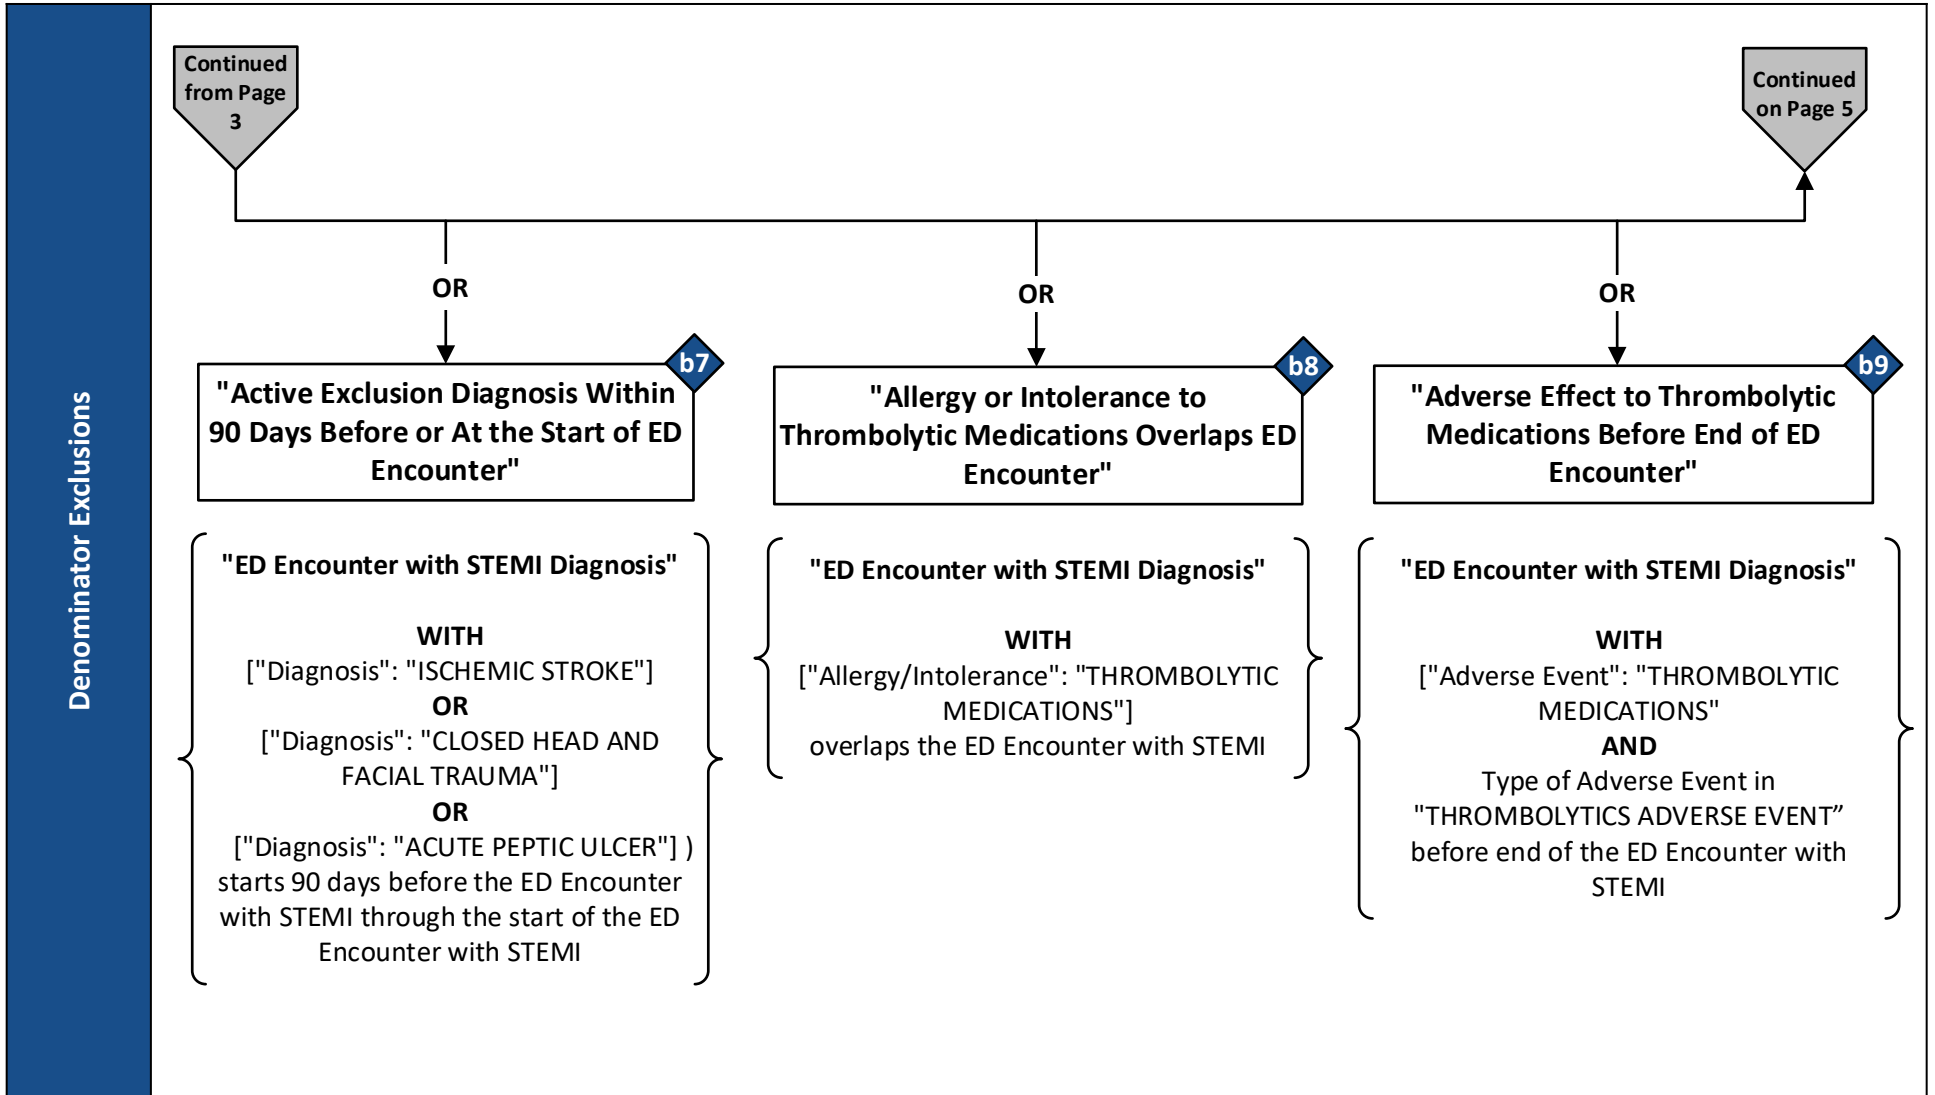 Denominator Exclusions
Continued
from Page
3
Continued
on Page 5
OR
b7
"Active Exclusion Diagnosis Within
90 Days Before or At the Start of ED
Encounter"
"ED Encounter with STEMI Diagnosis"
WITH
["Diagnosis": "ISCHEMIC STROKE"]
OR
["Diagnosis": "CLOSED HEAD AND
FACIAL TRAUMA"]
OR
["Diagnosis": "ACUTE PEPTIC ULCER"] )
starts 90 days before the ED Encounter
with STEMI through the start of the ED
Encounter with STEMI
OR
b8
"Allergy or Intolerance to
Thrombolytic Medications Overlaps ED
Encounter"
"ED Encounter with STEMI Diagnosis"
WITH
["Allergy/Intolerance": "THROMBOLYTIC
MEDICATIONS"]
overlaps the ED Encounter with STEMI
OR
b9
"Adverse Effect to Thrombolytic
Medications Before End of ED
Encounter"
"ED Encounter with STEMI Diagnosis"
WITH
["Adverse Event": "THROMBOLYTIC
MEDICATIONS"
AND
Type of Adverse Event in
"THROMBOLYTICS ADVERSE EVENT”
before end of the ED Encounter with
STEMI